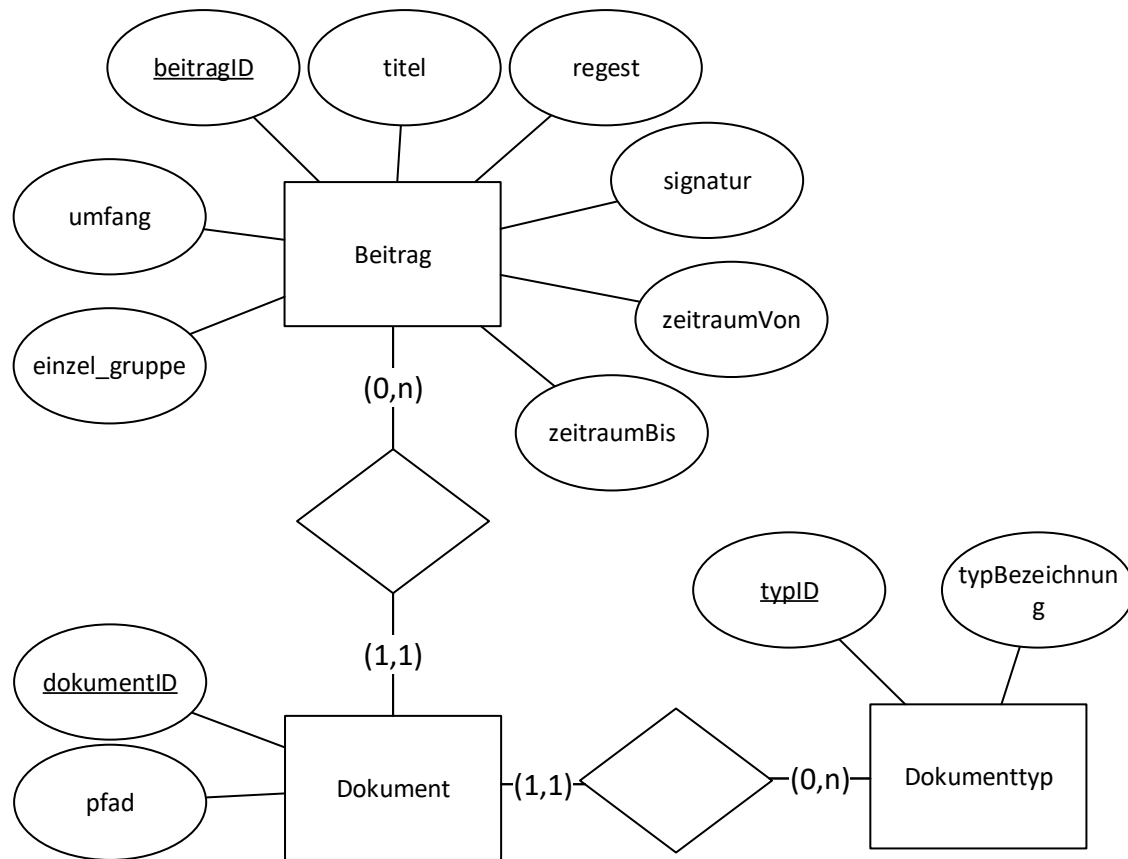 beitragID
titel
regest
signatur
umfang
Beitrag
zeitraumVon
einzel_gruppe
(0,n)
zeitraumBis
typID
typBezeichnun
g
(1,1)
dokumentID
Dokument
(1,1)
(0,n)
Dokumenttyp
pfad